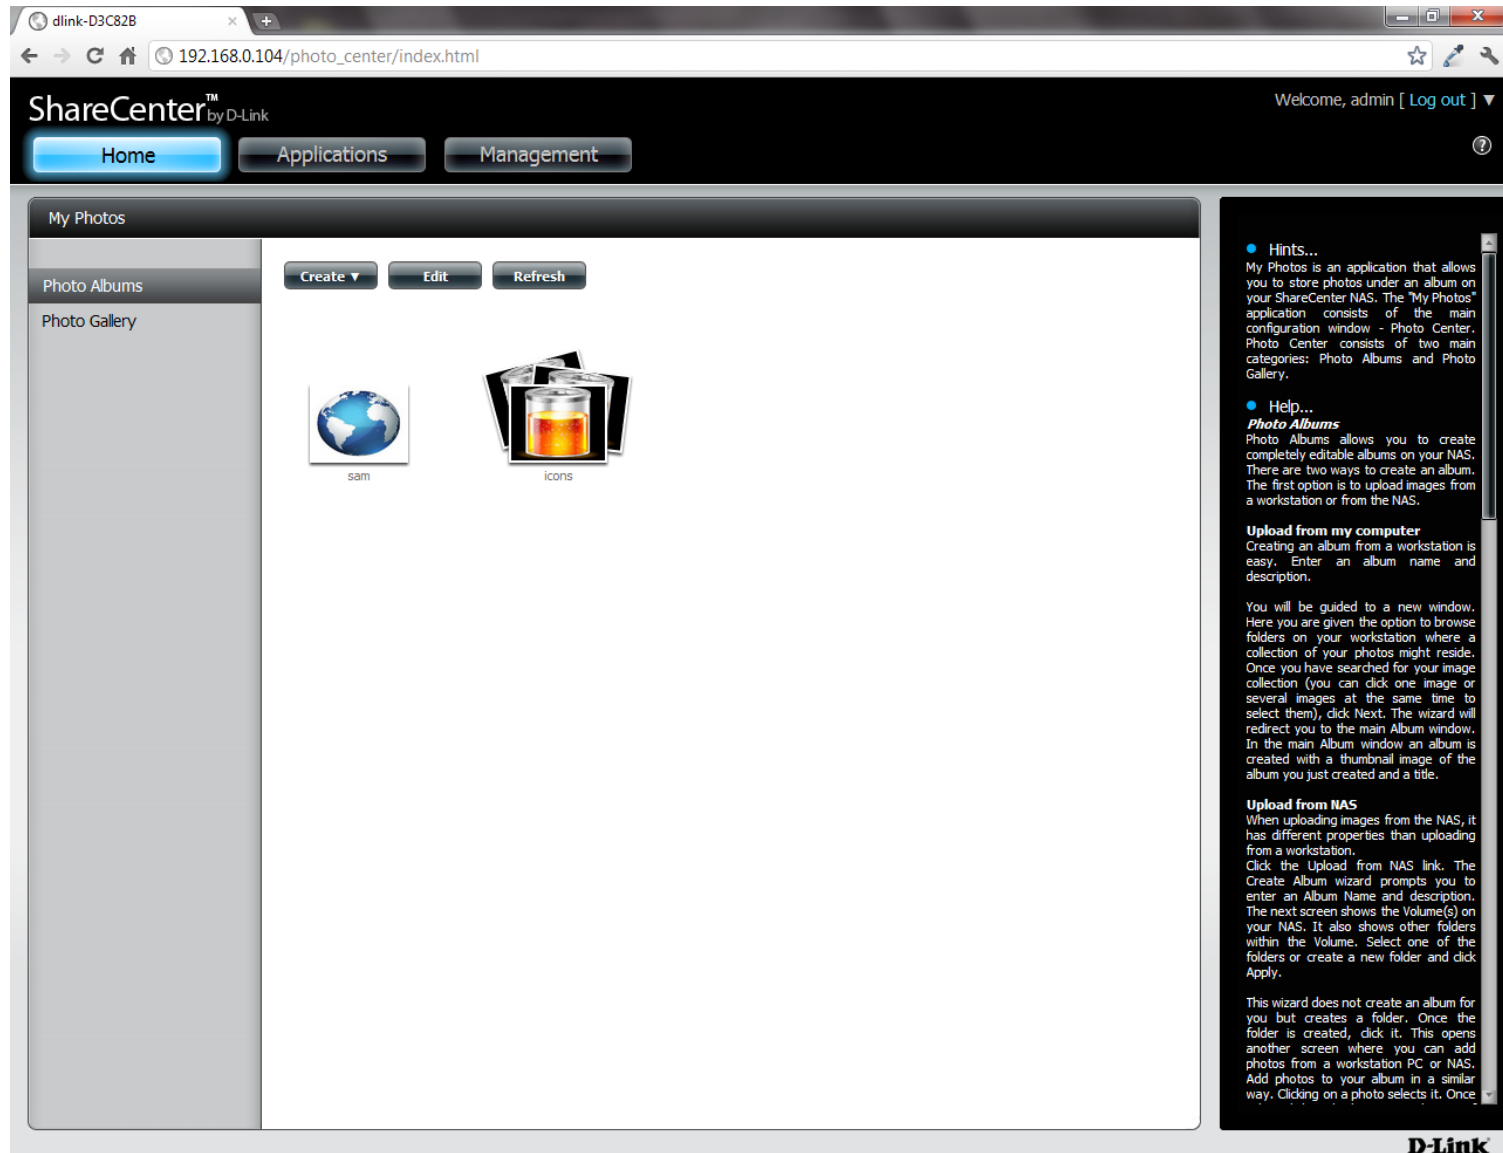 dlink-D3C82B
192.168.0.104/photo_center/index.html
ShareCenter™ by D-Link
Welcome, admin [ Log out ] ▼
Home
Applications
Management
My Photos
Photo Albums
Photo Gallery
Create ▼
Edit
Refresh
sam
icons
Hints...
My Photos is an application that allows
you to store photos under an album on
your ShareCenter NAS. The "My Photos"
application consists of the main
configuration window - Photo Center.
Photo Center consists of two main
categories: Photo Albums and Photo
Gallery.
Help...
Photo Albums
Photo Albums allows you to create
completely editable albums on your NAS.
There are two ways to create an album.
The first option is to upload images from
a workstation or from the NAS.
Upload from my computer
Creating an album from a workstation is
easy. Enter an album name and
description.
You will be guided to a new window.
Here you are given the option to browse
folders on your workstation where a
collection of your photos might reside.
Once you have searched for your image
collection (you can click one image or
several images at the same time to
select them), click Next. The wizard will
redirect you to the main Album window.
In the main Album window an album is
created with a thumbnail image of the
album you just created and a title.
Upload from NAS
When uploading images from the NAS, it
has different properties than uploading
from a workstation.
Click the Upload from NAS link. The
Create Album wizard prompts you to
enter an Album Name and description.
The next screen shows the Volume(s) on
your NAS. It also shows other folders
within the Volume. Select one of the
folders or create a new folder and click
Apply.
This wizard does not create an album for
you but creates a folder. Once the
folder is created, click it. This opens
another screen where you can add
photos from a workstation PC or NAS.
Add photos to your album in a similar
way. Clicking on a photo selects it. Once
D-Link